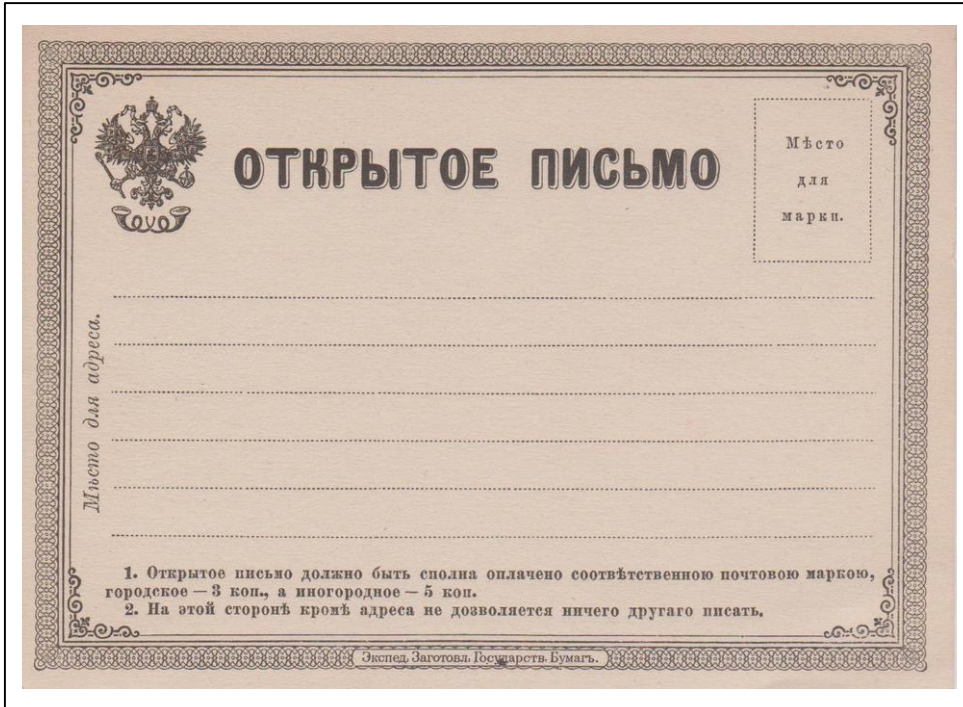 ОТКРЫТОЕ ПИСЬМО
Мѣсто
для
марки.
Мѣсто для адреса.
1. Открытое письмо должно быть сполна оплачено соотвѣтственною почтовою маркою,
городское — 3 коп., а иногородное — 5 коп.
2. На этой сторонѣ кромѣ адреса не дозволяется ничего другаго писать.
Экспед. Заготовл. Государств. Бумагъ.